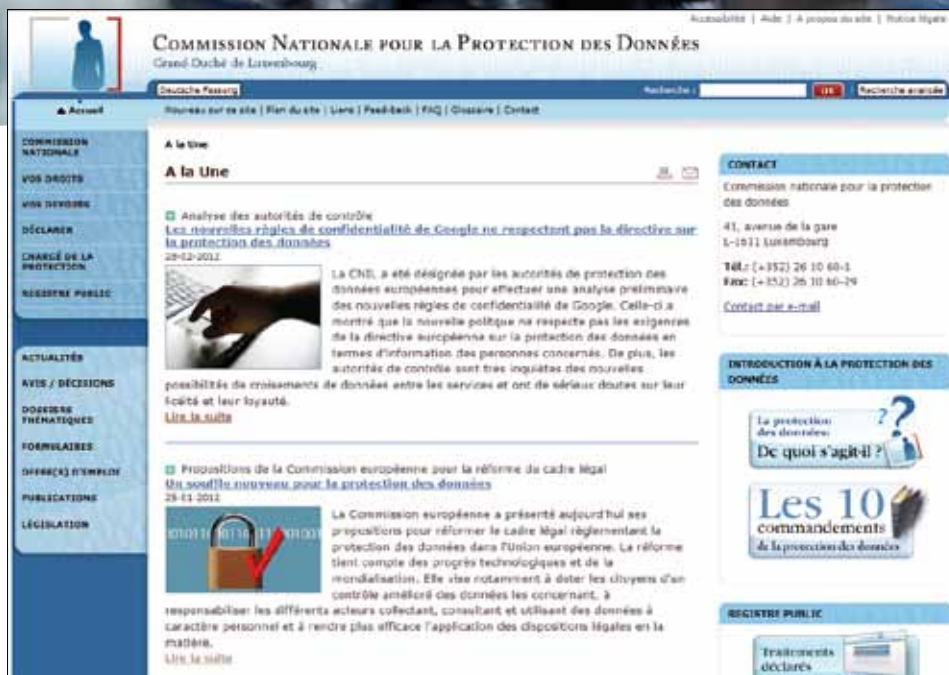 Accessibilité | Aide | A propos du site | Notice légale
COMMISSION NATIONALE POUR LA PROTECTION DES DONNÉES
Grand-Duché de Luxembourg
Deutsche Fassung
Recherche :
OK
Recherche avancée
Accueil
Nouveau sur ce site | Plan du site | Liens | Feed-back | FAQ | Glossaire | Contact
COMMISSION
NATIONALE
VOS DROITS
VOS DEVOIRS
DÉCLARER
CHARGÉ DE LA
PROTECTION
REGISTRE PUBLIC
ACTUALITÉS
AVIS / DÉCISIONS
DOSSIERS
THÉMATIQUES
FORMULAIRES
OFFRE(S) D'EMPLOI
PUBLICATIONS
LÉGISLATION
A la Une
A la Une
Analyse des autorités de contrôle
Les nouvelles règles de confidentialité de Google ne respectent pas la directive sur
la protection des données
28-02-2012
La CNIL a été désignée par les autorités de protection des
données européennes pour effectuer une analyse préliminaire
des nouvelles règles de confidentialité de Google. Celle-ci a
montré que la nouvelle politique ne respecte pas les exigences
de la directive européenne sur la protection des données en
termes d'information des personnes concernés. De plus, les
autorités de contrôle sont très inquiètes des nouvelles
possibilités de croisements de données entre les services et ont de sérieux doutes sur leur
licéité et leur loyauté.
Lire la suite
Propositions de la Commission européenne pour la réforme du cadre légal
Un souffle nouveau pour la protection des données
25-01-2012
La Commission européenne a présenté aujourd'hui ses
propositions pour réformer le cadre légal règlementant la
protection des données dans l'Union européenne. La réforme
tient compte des progrès technologiques et de la
mondialisation. Elle vise notamment à doter les citoyens d'un
contrôle amélioré des données les concernant, à
responsabiliser les différents acteurs collectant, consultant et utilisant des données à
caractère personnel et à rendre plus efficace l'application des dispositions légales en la
matière.
Lire la suite
CONTACT
Commission nationale pour la protection
des données
41, avenue de la gare
L-1611 Luxembourg
Tél.: (+352) 26 10 60-1
Fax: (+352) 26 10 60-29
Contact par e-mail
INTRODUCTION À LA PROTECTION DES
DONNÉES
La protection
des données:
De quoi s'agit-il ?
Les 10
commandements
de la protection des données
REGISTRE PUBLIC
Traitements
déclarés